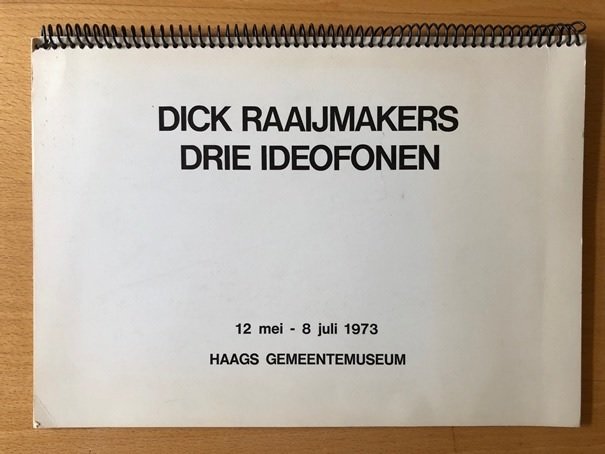 DICK RAAIJMAKERS
DRIE IDEOFONEN
12 mei - 8 juli 1973
HAAGS GEMEENTEMUSEUM